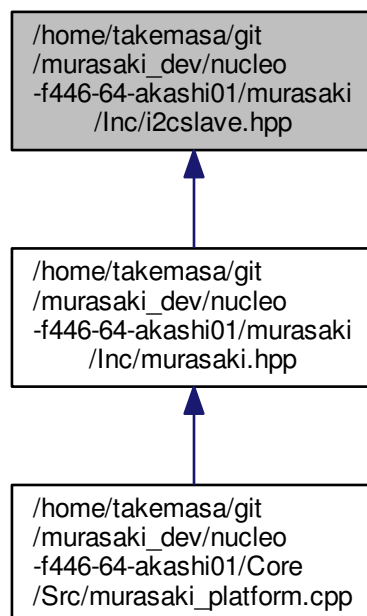 /home/takemasa/git
/murasaki_dev/nucleo
-f446-64-akashi01/murasaki
/Inc/i2cslave.hpp
/home/takemasa/git
/murasaki_dev/nucleo
-f446-64-akashi01/murasaki
/Inc/murasaki.hpp
/home/takemasa/git
/murasaki_dev/nucleo
-f446-64-akashi01/Core
/Src/murasaki_platform.cpp